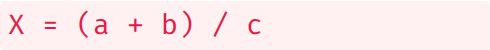 X = (a + b) / c